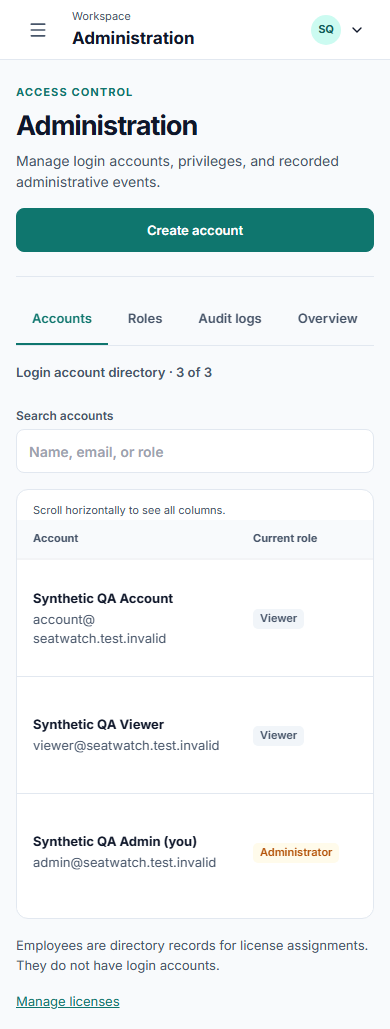 Workspace
Administration
SQ
ACCESS CONTROL
Administration
Manage login accounts, privileges, and recorded
administrative events.
Create account
Accounts Roles Audit logs Overview
Login account directory · 3 of 3
Search accounts
Name, email, or role
Scroll horizontally to see all columns.
Account Current role
Synthetic QA Account
account@
seatwatch.test.invalid
Viewer
Synthetic QA Viewer
viewer@seatwatch.test.invalid
Viewer
Synthetic QA Admin (you)
admin@seatwatch.test.invalid
Administrator
Employees are directory records for license assignments.
They do not have login accounts.
Manage licenses